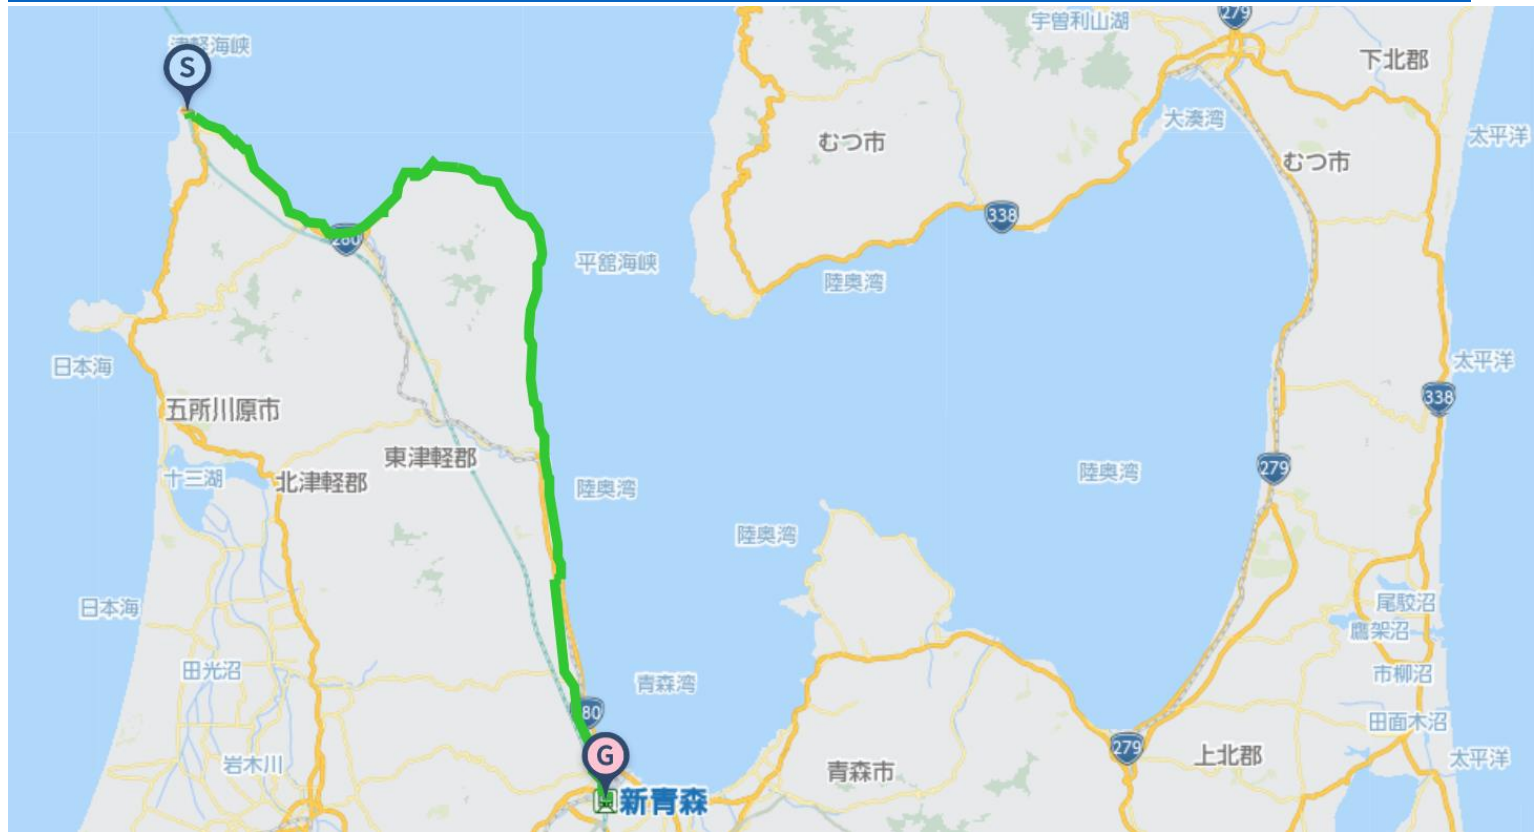 279
宇曽利山湖
津軽海峡
下北郡
S
大湊湾
太平洋
むつ市
むつ市
338
280
平舘海峡
陸奥湾
日本海
太平洋
338
五所川原市
東津軽郡
279
陸奥湾
十三湖
北津軽郡
陸奥湾
陸奥湾
日本海
尾駮沼
鷹架沼
田光沼
市柳沼
青森湾
80
田面木沼
G
279
上北郡
太平洋
岩木川
青森市
新青森